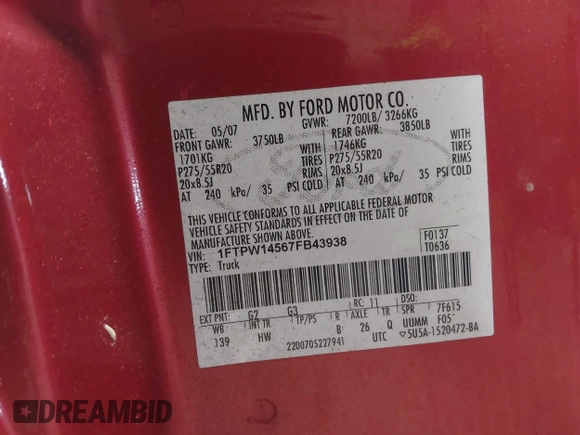 MFD. BY FORD MOTOR CO.
DATE: 05/07 GVWR: 7200LB/ 3266KG
FRONT GAWR: 3750LB REAR GAWR: 3850LB
1701KG WITH 1746KG WITH
P275/55R20 TIRES P275/55R20 TIRES
20x8.5J RIMS 20x8.5J RIMS
AT 240 kPa/ 35 PSI COLD AT 240 kPa/ 35 PSI COLD
THIS VEHICLE CONFORMS TO ALL APPLICABLE FEDERAL MOTOR
VEHICLE SAFETY STANDARDS IN EFFECT ON THE DATE OF
MANUFACTURE SHOWN ABOVE.
VIN: 1FTPW14567FB43938 F0137
TYPE: Truck T0636
EXT PNT: G2 G3 RC: 11 DSO:
WB INT TR TP/PS R AXLE TR SPR 7F615
139 HW B 26 Q UUMM F05
2200705227941 UTC ▽5U5A-1520472-BA
Ford
DREAMBID